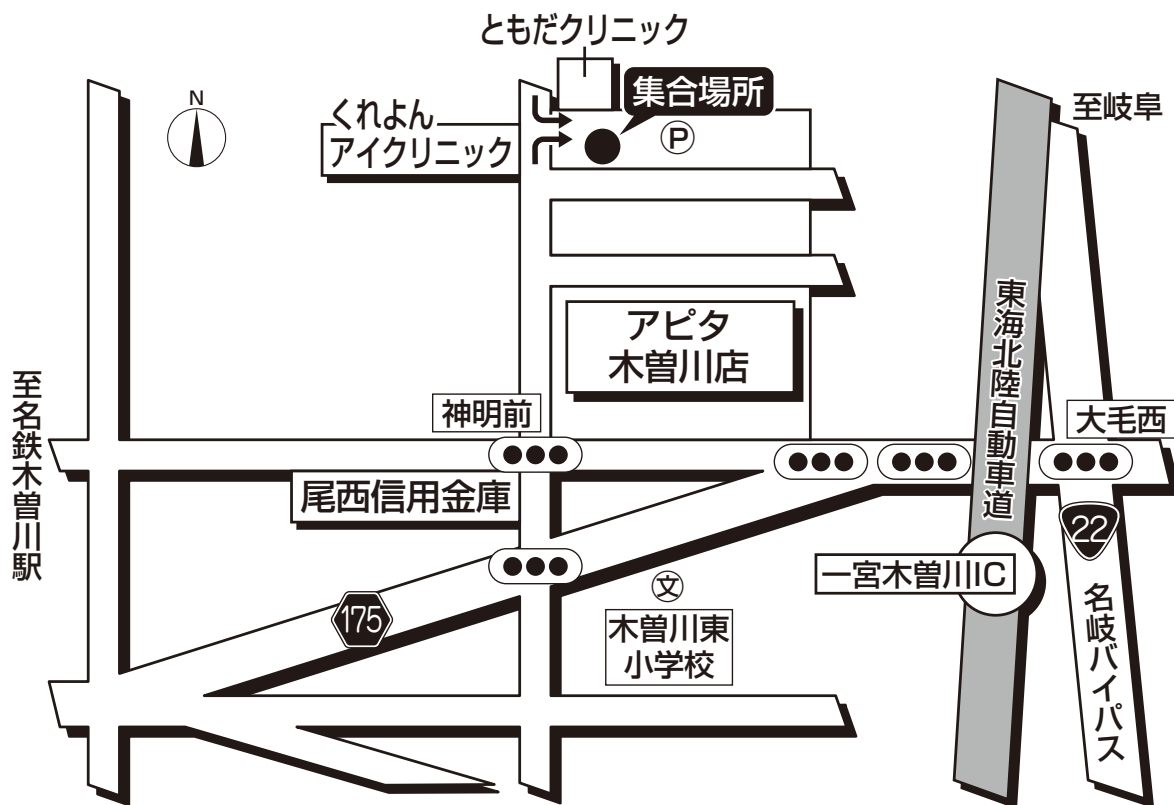 ともだクリニック
集合場所
N
くれよん
アイクリニック
P
至岐阜
アピタ
木曽川店
東海北陸自動車道
至名鉄木曽川駅
神明前
大毛西
尾西信用金庫
22
一宮木曽川IC
文
175
木曽川東
小学校
名岐バイパス